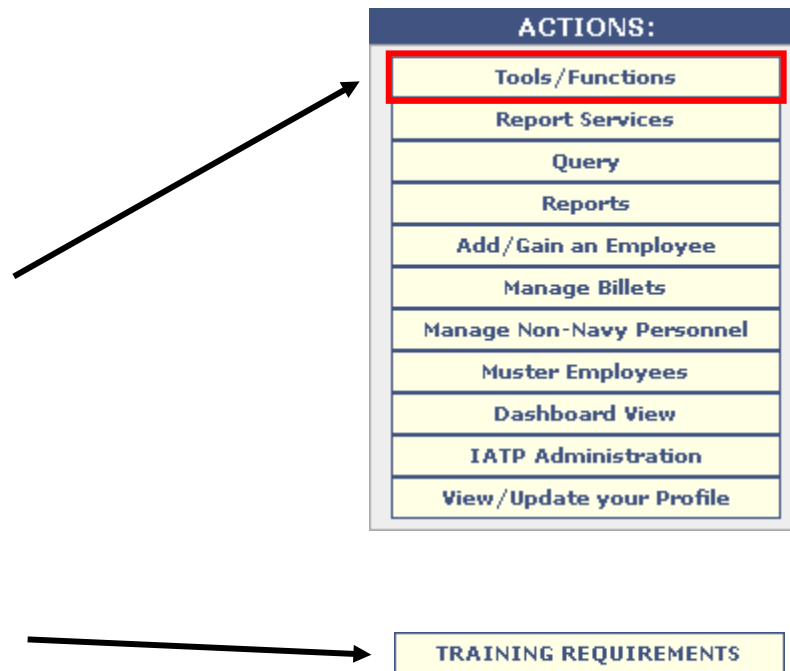 ACTIONS:
Tools/Functions
Report Services
Query
Reports
Add/Gain an Employee
Manage Billets
Manage Non-Navy Personnel
Muster Employees
Dashboard View
IATP Administration
View/Update your Profile
TRAINING REQUIREMENTS